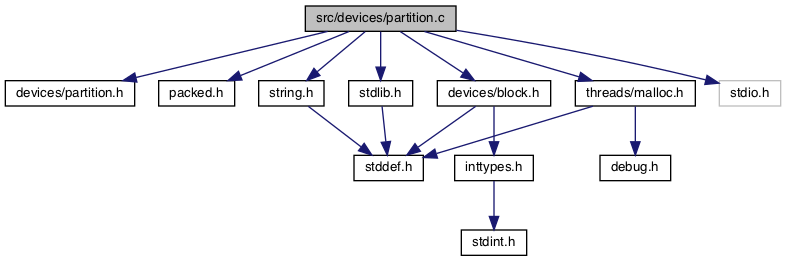 src/devices/partition.c
devices/partition.h
packed.h
string.h
stdlib.h
devices/block.h
threads/malloc.h
stdio.h
stddef.h
inttypes.h
debug.h
stdint.h